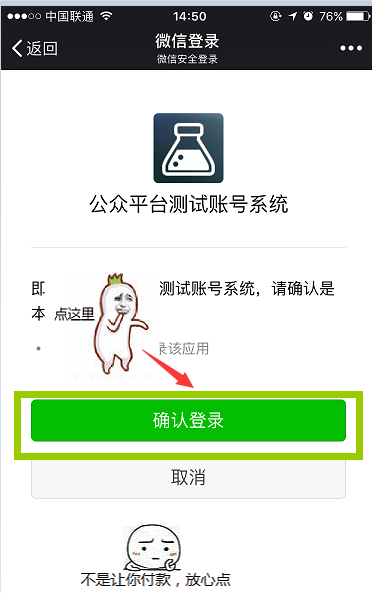 中国联通 14:50 76%
返回 微信登录
微信安全登录
公众平台测试账号系统
即 测试账号系统，请确认是
本 点这里
录该应用
确认登录
取消
不是让你付款，放心点